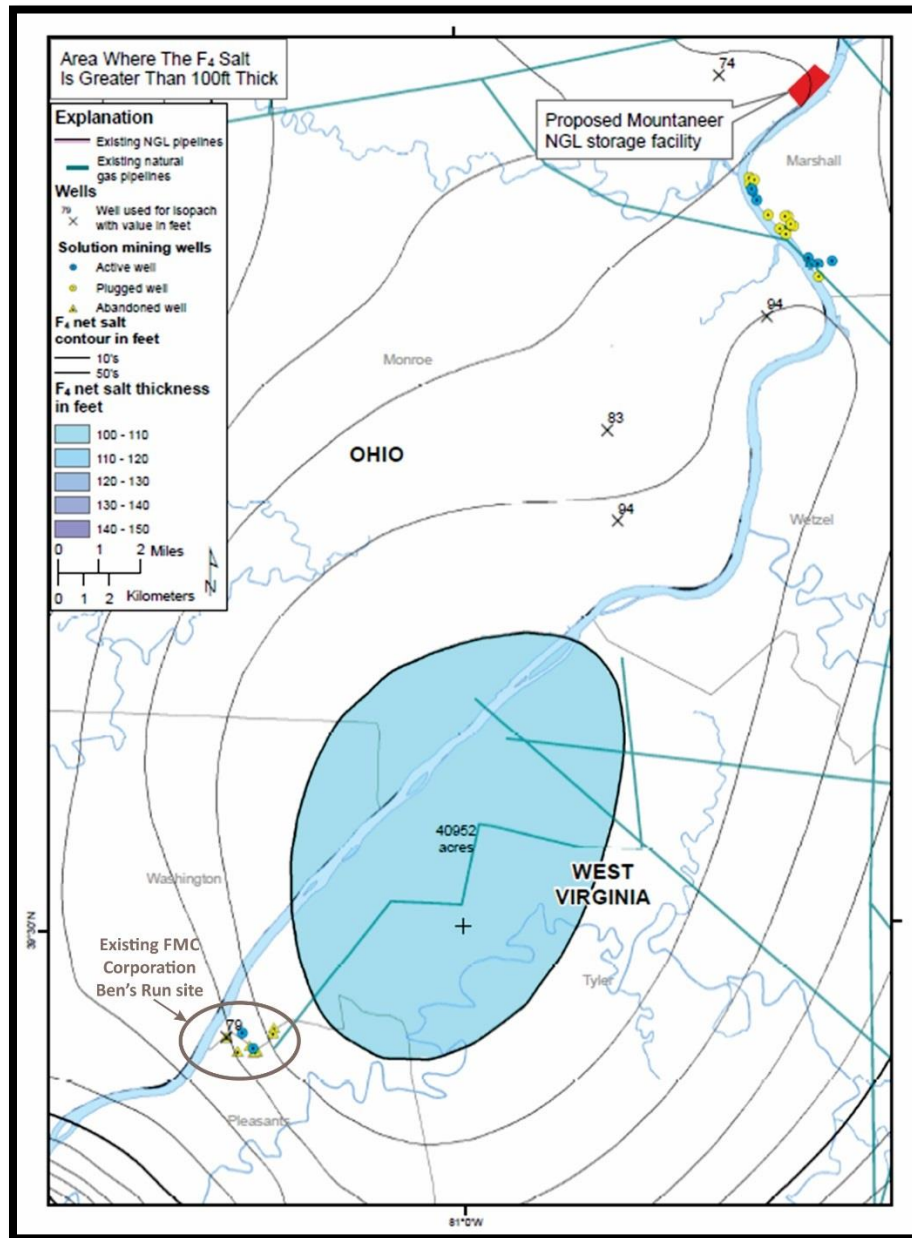 Area Where The F₄ Salt
Is Greater Than 100ft Thick
Explanation
Existing NGL pipelines
Existing natural
gas pipelines
Wells
79
Well used for Isopach
with value in feet
Solution mining wells
Active well
Plugged well
Abandoned well
F₄ net salt
contour in feet
10's
50's
F₄ net salt thickness
in feet
100 - 110
110 - 120
120 - 130
130 - 140
140 - 150
0 1 2 Miles
0 1 2 Kilometers
N
74
Proposed Mountaneer
NGL storage facility
Marshall
94
Monroe
83
OHIO
94
Wetzel
40952
acres
WEST
VIRGINIA
Washington
39°30'N
Existing FMC
Corporation
Ben's Run site
Tyler
79
Pleasants
81°0'W